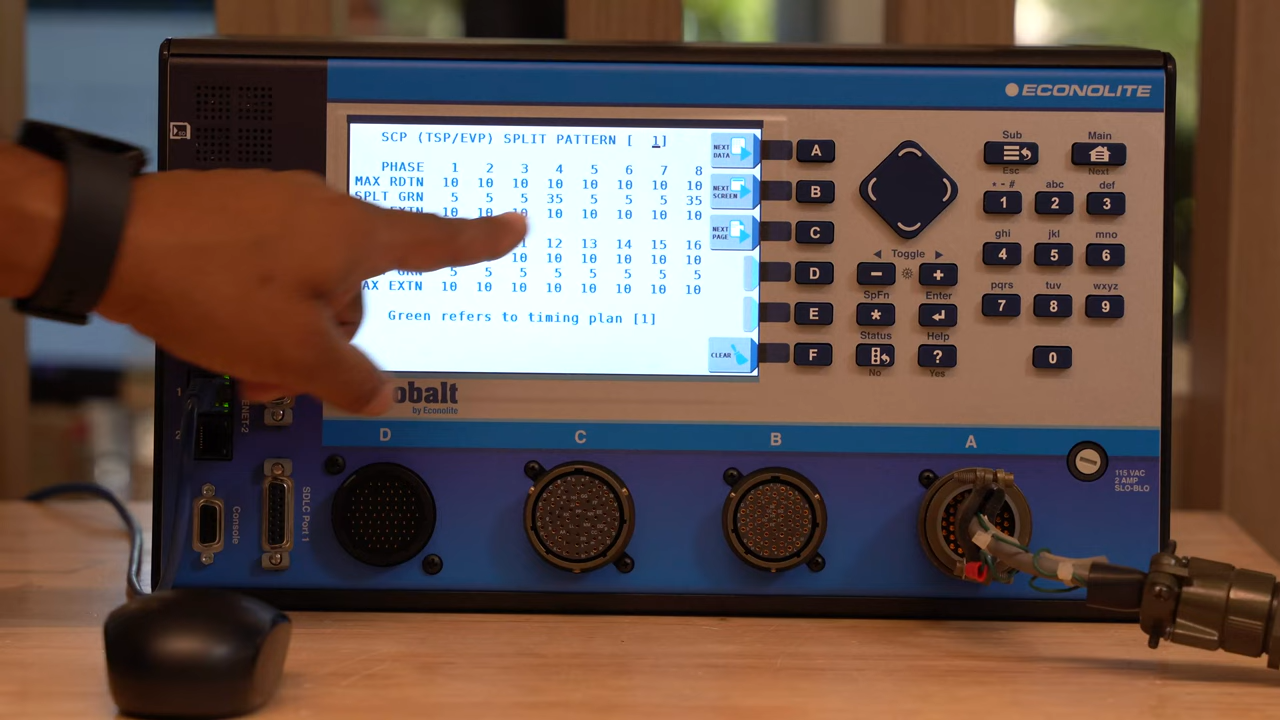 ECONOLITE
SCP (TSP/EVP) SPLIT PATTERN [ 1]
PHASE 1 2 3 4 5 6 7 8
MAX RDTN 10 10 10 10 10 10 10 10
SPLT GRN 5 5 5 35 5 5 5 35
EXTN 10 10 10 10 10 10 10 10
12 13 14 15 16
10 10 10 10 10 10
GRN 5 5 5 5 5 5 5 5
AX EXTN 10 10 10 10 10 10 10 10
Green refers to timing plan [1]
NEXT DATA
NEXT SCREEN
NEXT PAGE
CLEAR
A
B
C
D
E
F
Sub
Esc
Main
Next
* - #
1
abc
2
def
3
ghi
4
jkl
5
mno
6
pqrs
7
tuv
8
wxyz
9
0
Toggle
-
+
SpFn
*
Enter
Status
No
Help
?
Yes
obalt
by Econolite
D
C
B
A
1
2
ENET-2
Console
SDLC Port 1
115 VAC
2 AMP
SLO-BLO